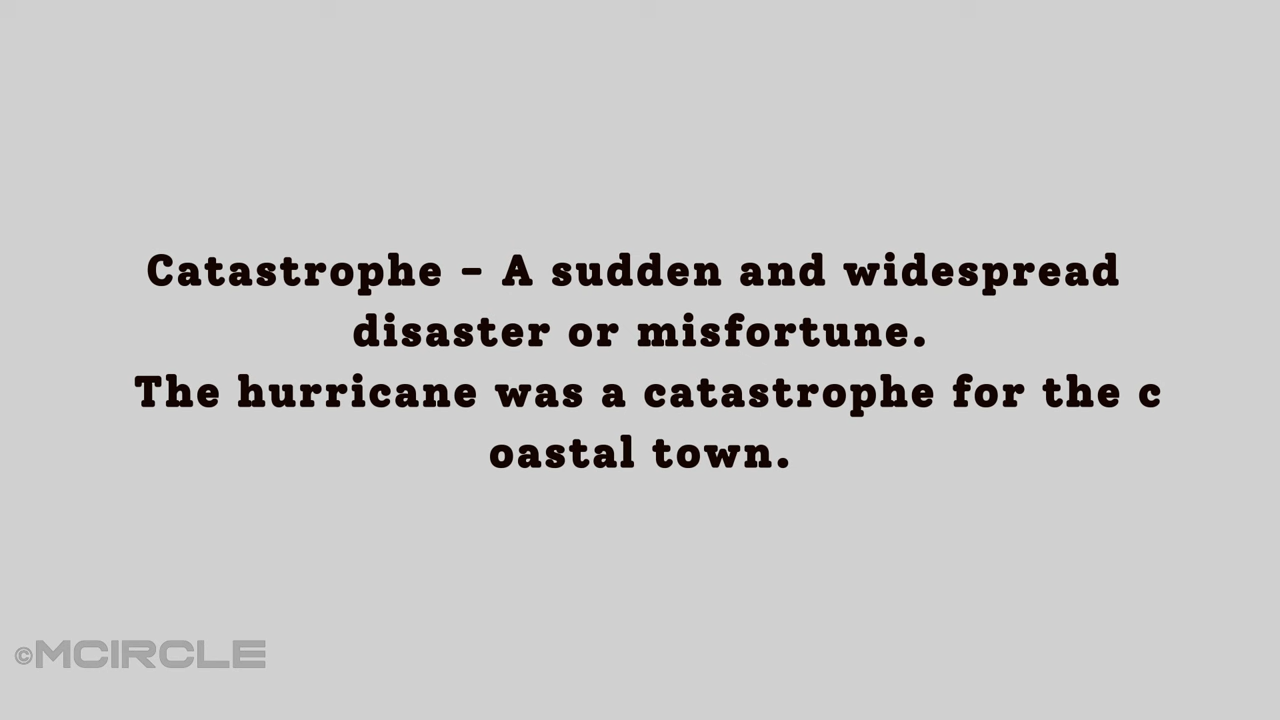 Catastrophe - A sudden and widespread
disaster or misfortune.
The hurricane was a catastrophe for the c
oastal town.
©MCIRCLE